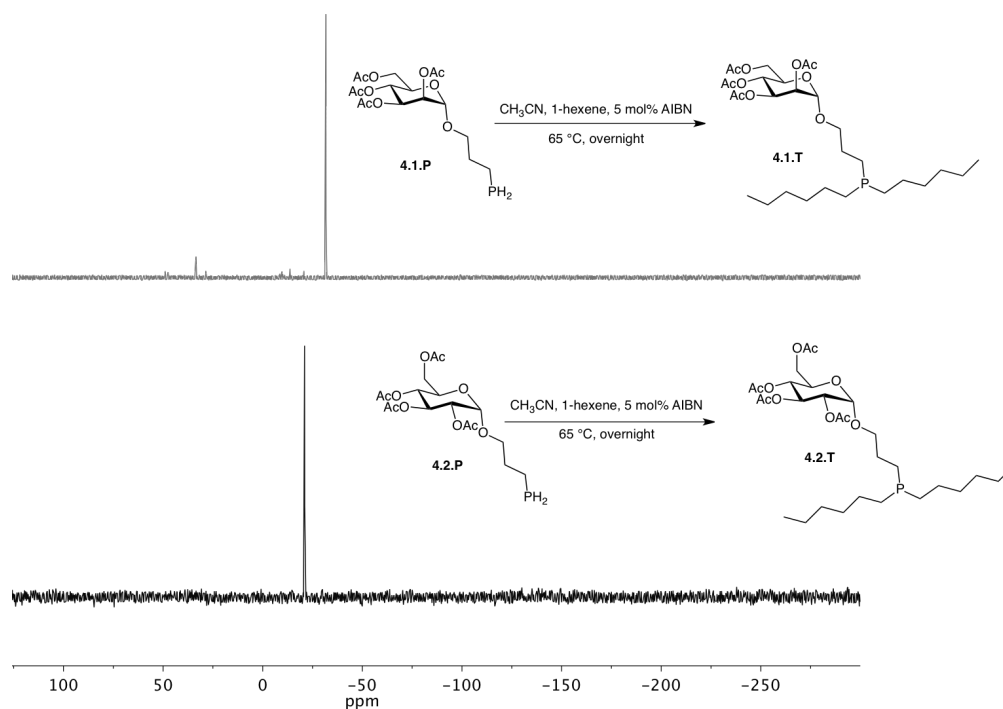 AcO OAc
AcO O
AcO
O
4.1.P
PH₂
CH₃CN, 1-hexene, 5 mol% AIBN
65 °C, overnight
AcO OAc
AcO O
AcO
O
4.1.T
P
OAc
AcO O
AcO
OAc
O
4.2.P
PH₂
CH₃CN, 1-hexene, 5 mol% AIBN
65 °C, overnight
OAc
AcO O
AcO
OAc
O
4.2.T
P
100 50 0 −50 −100 −150 −200 −250
ppm